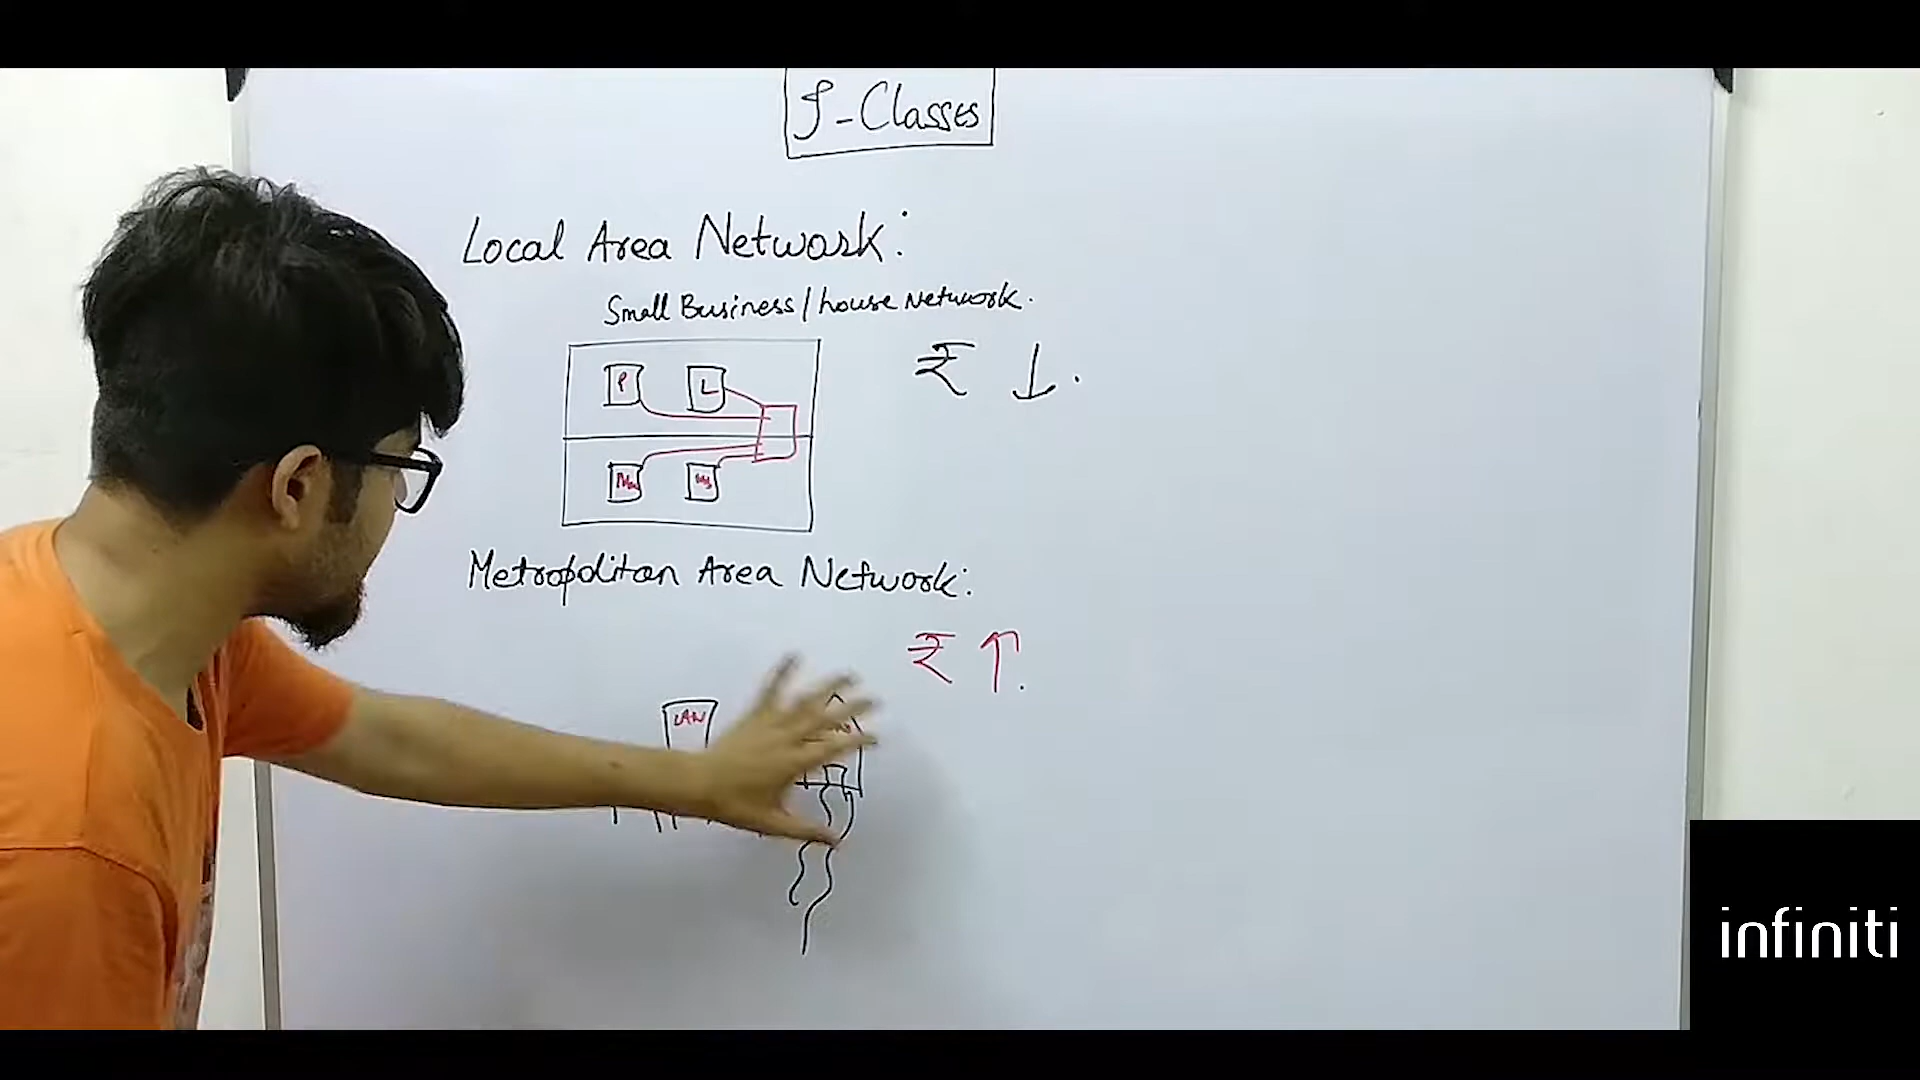 J-Classes
Local Area Network:
Small Business/house Network.
₹ ↓.
P L
Metropolitan Area Network:
₹ ↑.
LAN
infiniti